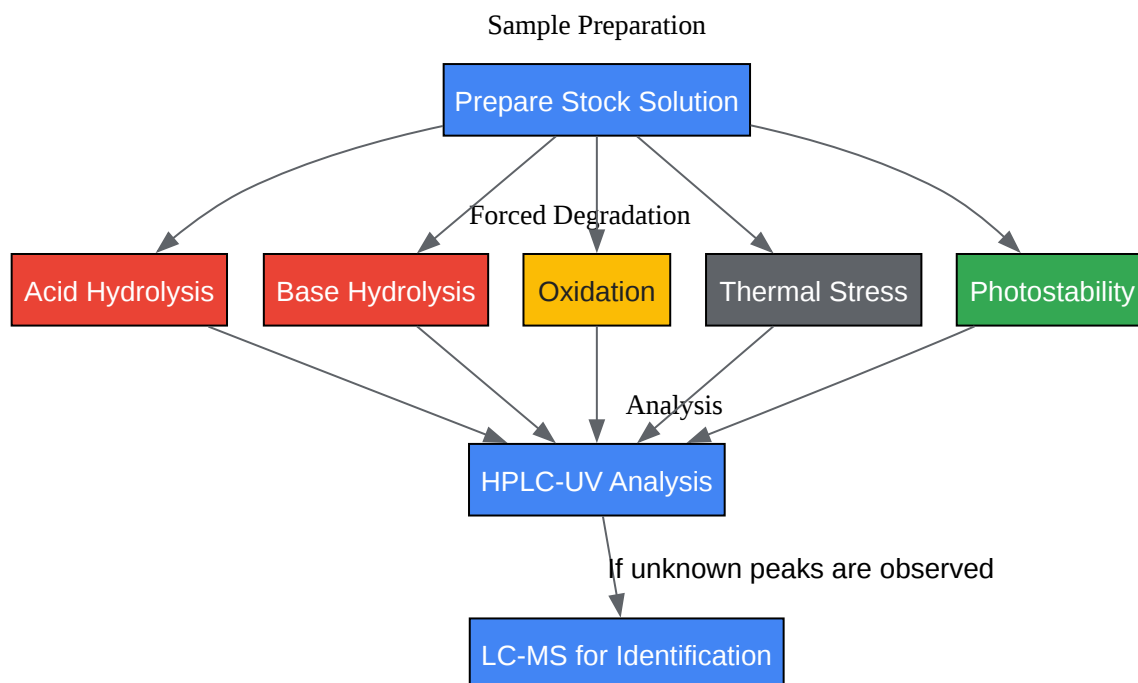 Sample Preparation
Prepare Stock Solution
Forced Degradation
Acid Hydrolysis
Base Hydrolysis
Oxidation
Thermal Stress
Photostability
Analysis
HPLC-UV Analysis
If unknown peaks are observed
LC-MS for Identification